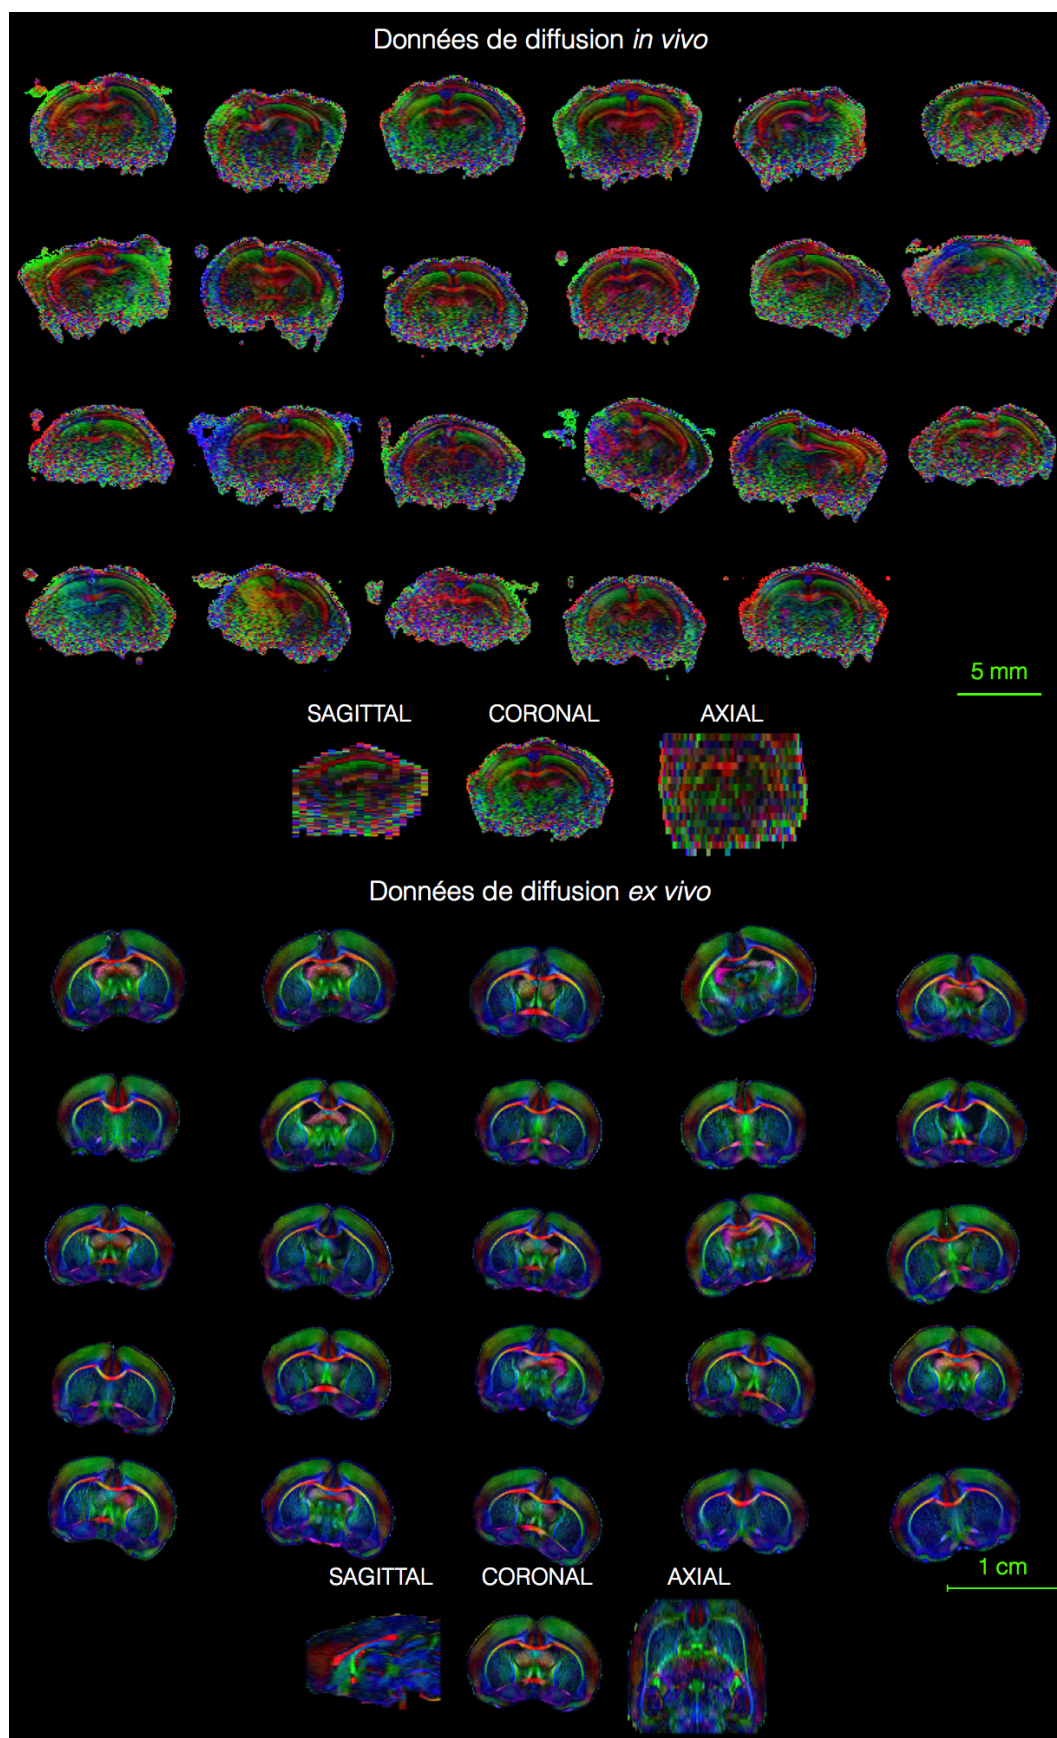 Données de diffusion in vivo
5 mm
SAGITTAL CORONAL AXIAL
Données de diffusion ex vivo
1 cm
SAGITTAL CORONAL AXIAL